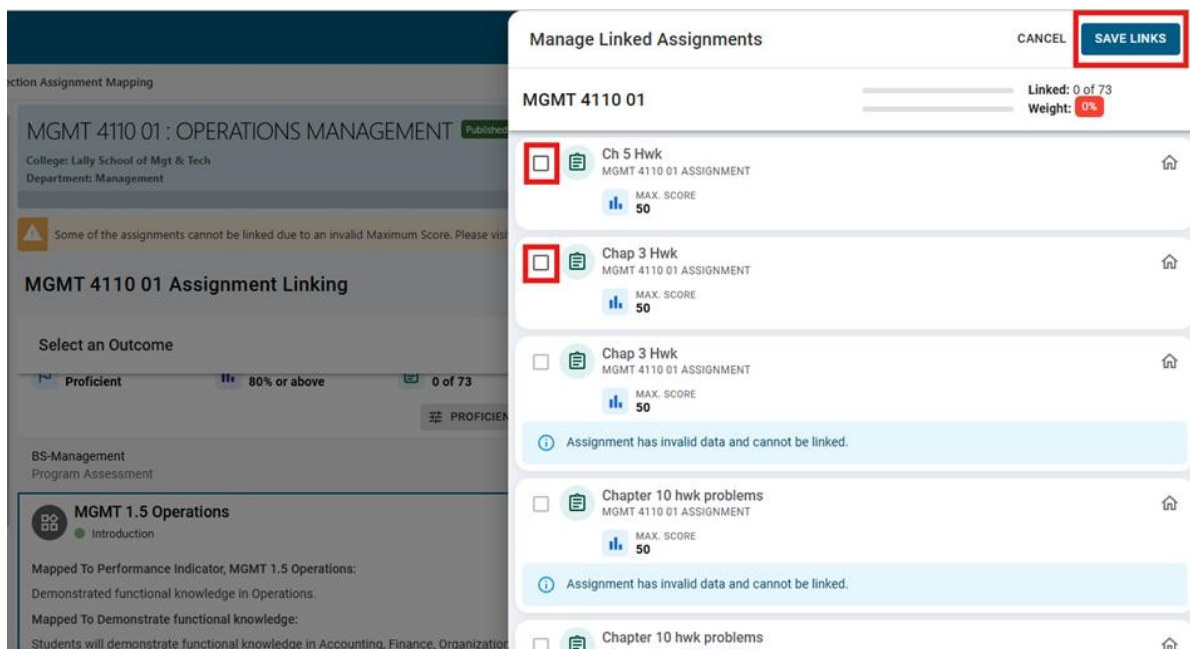 ction Assignment Mapping
MGMT 4110 01 : OPERATIONS MANAGEMENT Published
College: Lally School of Mgt & Tech
Department: Management
Some of the assignments cannot be linked due to an invalid Maximum Score. Please visi
MGMT 4110 01 Assignment Linking
Select an Outcome
Proficient 80% or above 0 of 73
PROFICIEN
BS-Management
Program Assessment
MGMT 1.5 Operations
Introduction
Mapped To Performance Indicator, MGMT 1.5 Operations:
Demonstrated functional knowledge in Operations.
Mapped To Demonstrate functional knowledge:
Students will demonstrate functional knowledge in Accounting, Finance, Organization
Manage Linked Assignments CANCEL SAVE LINKS
MGMT 4110 01
Linked: 0 of 73
Weight: 0%
Ch 5 Hwk
MGMT 4110 01 ASSIGNMENT
MAX. SCORE
50
Chap 3 Hwk
MGMT 4110 01 ASSIGNMENT
MAX. SCORE
50
Chap 3 Hwk
MGMT 4110 01 ASSIGNMENT
MAX. SCORE
50
Assignment has invalid data and cannot be linked.
Chapter 10 hwk problems
MGMT 4110 01 ASSIGNMENT
MAX. SCORE
50
Assignment has invalid data and cannot be linked.
Chapter 10 hwk problems